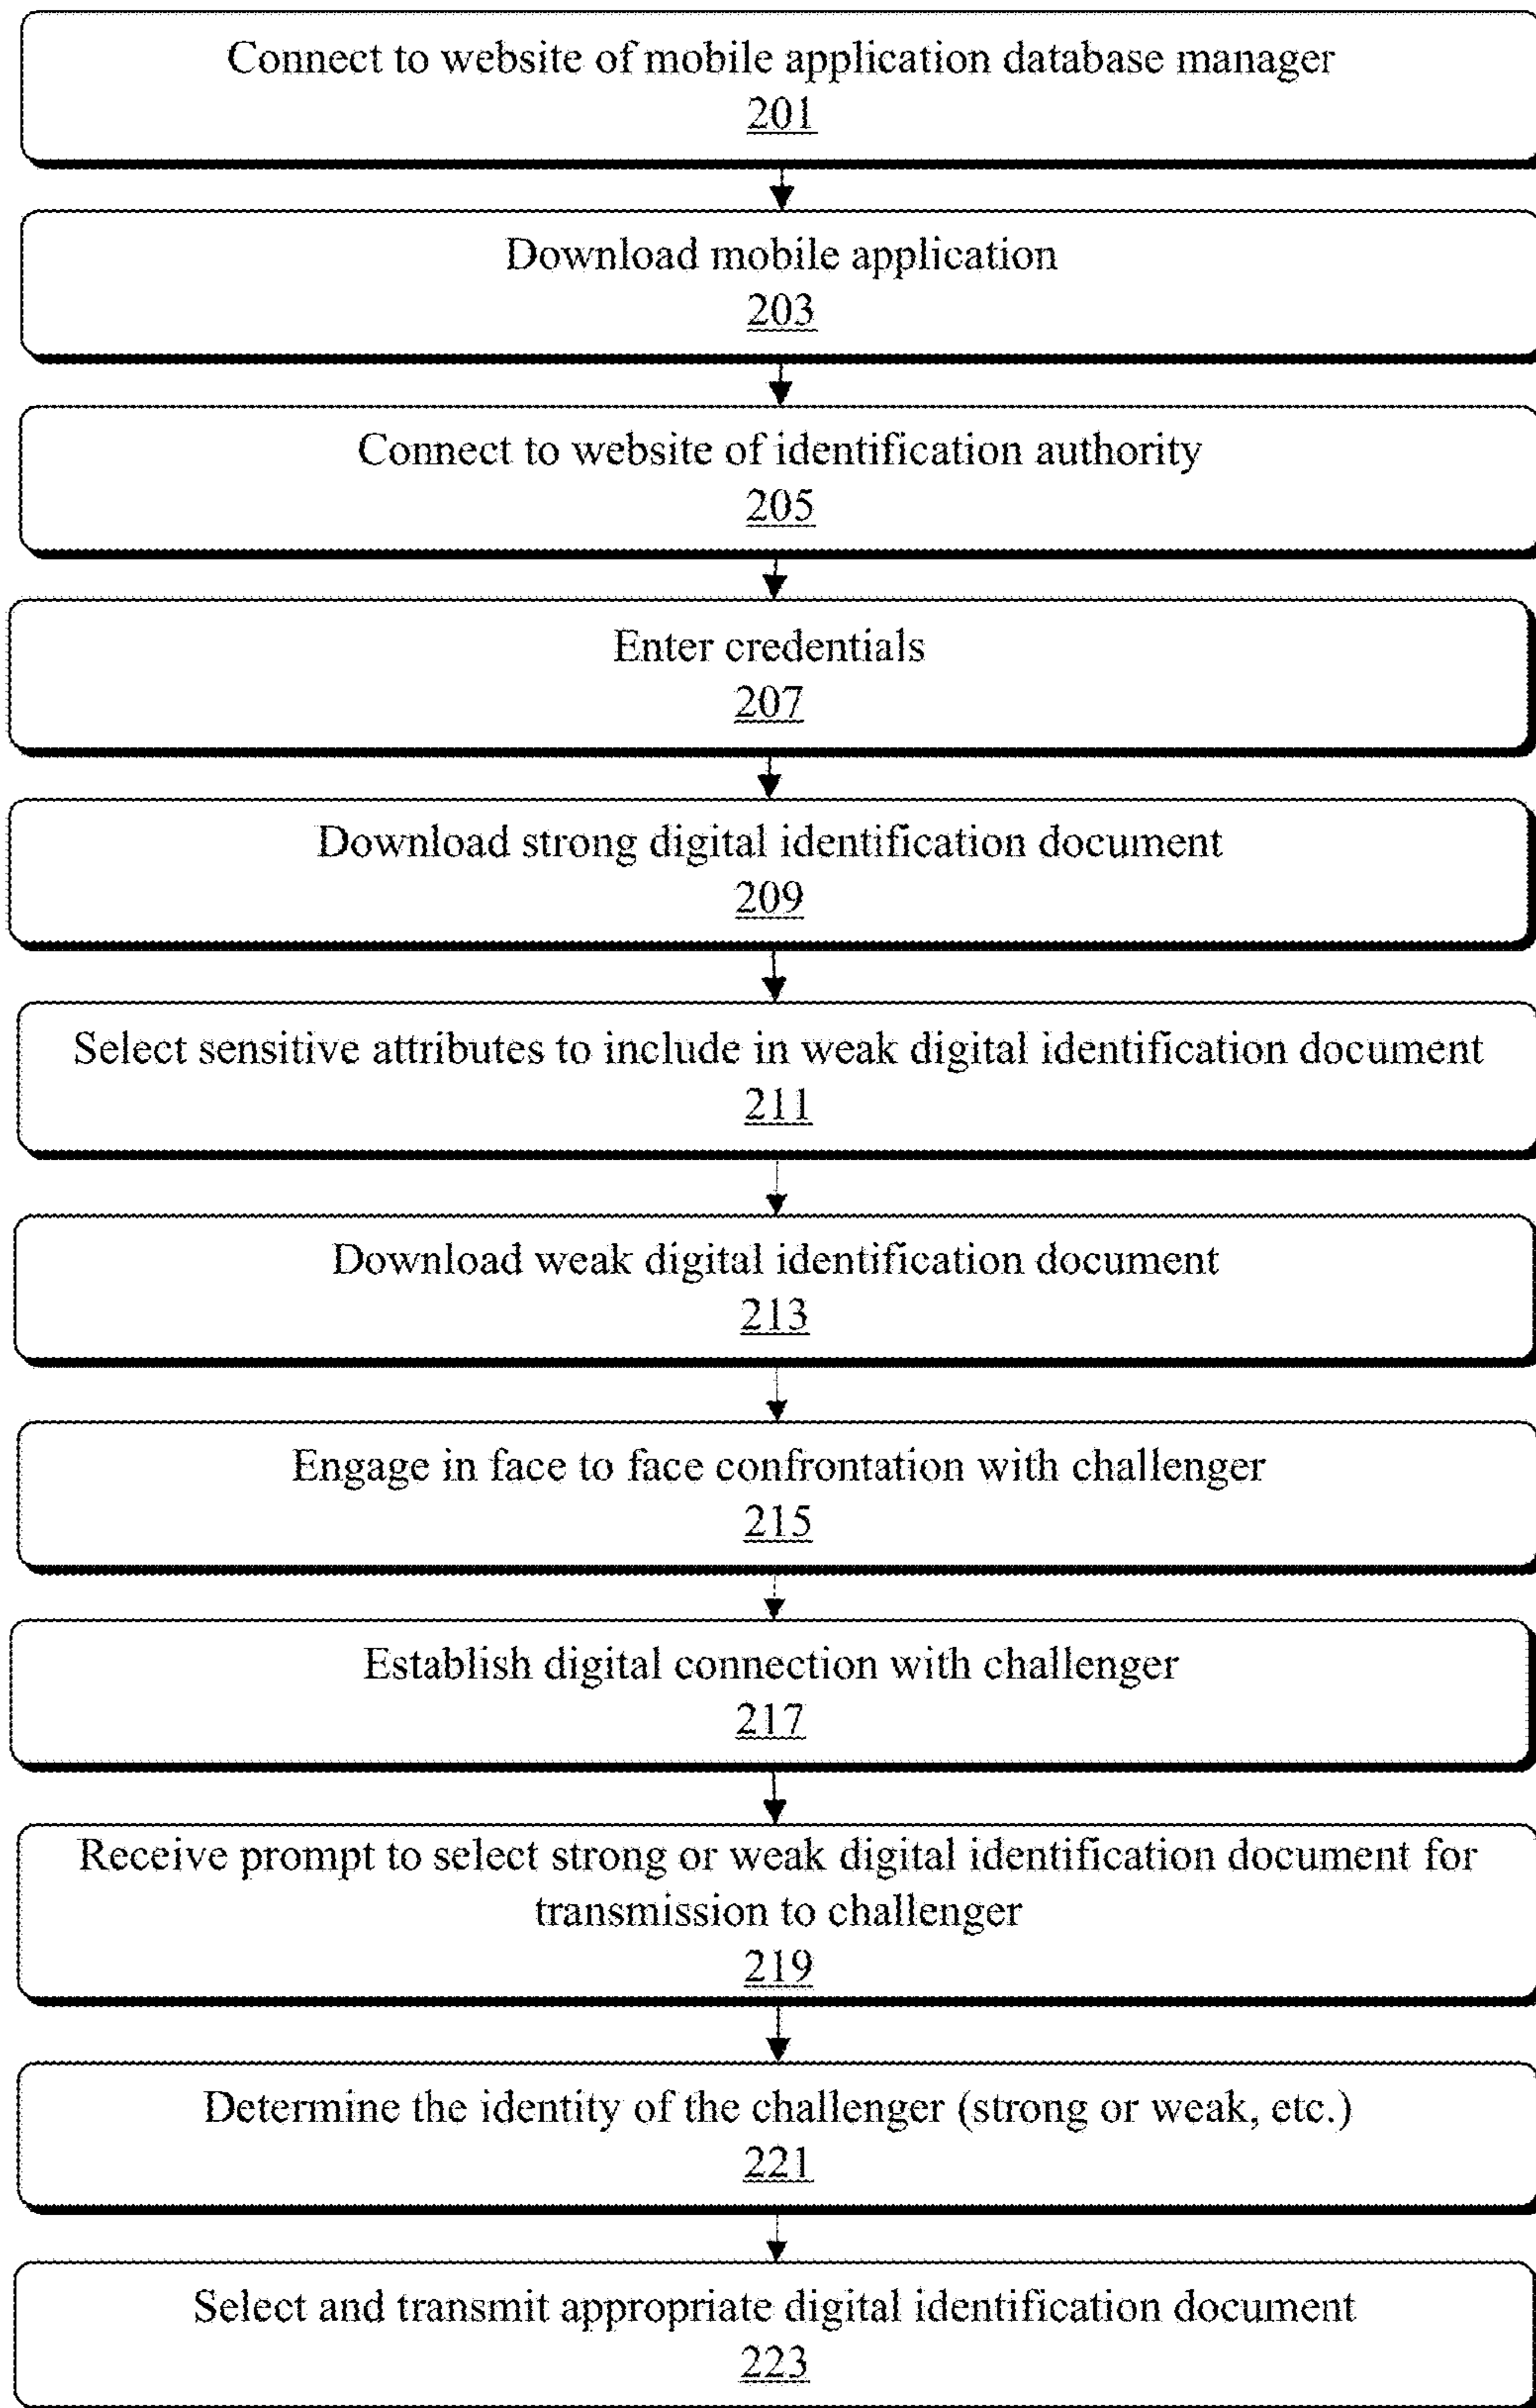 Connect to website of mobile application database manager
201
Download mobile application
203
Connect to website of identification authority
205
Enter credentials
207
Download strong digital identification document
209
Select sensitive attributes to include in weak digital identification document
211
Download weak digital identification document
213
Engage in face to face confrontation with challenger
215
Establish digital connection with challenger
217
Receive prompt to select strong or weak digital identification document for
transmission to challenger
219
Determine the identity of the challenger (strong or weak, etc.)
221
Select and transmit appropriate digital identification document
223